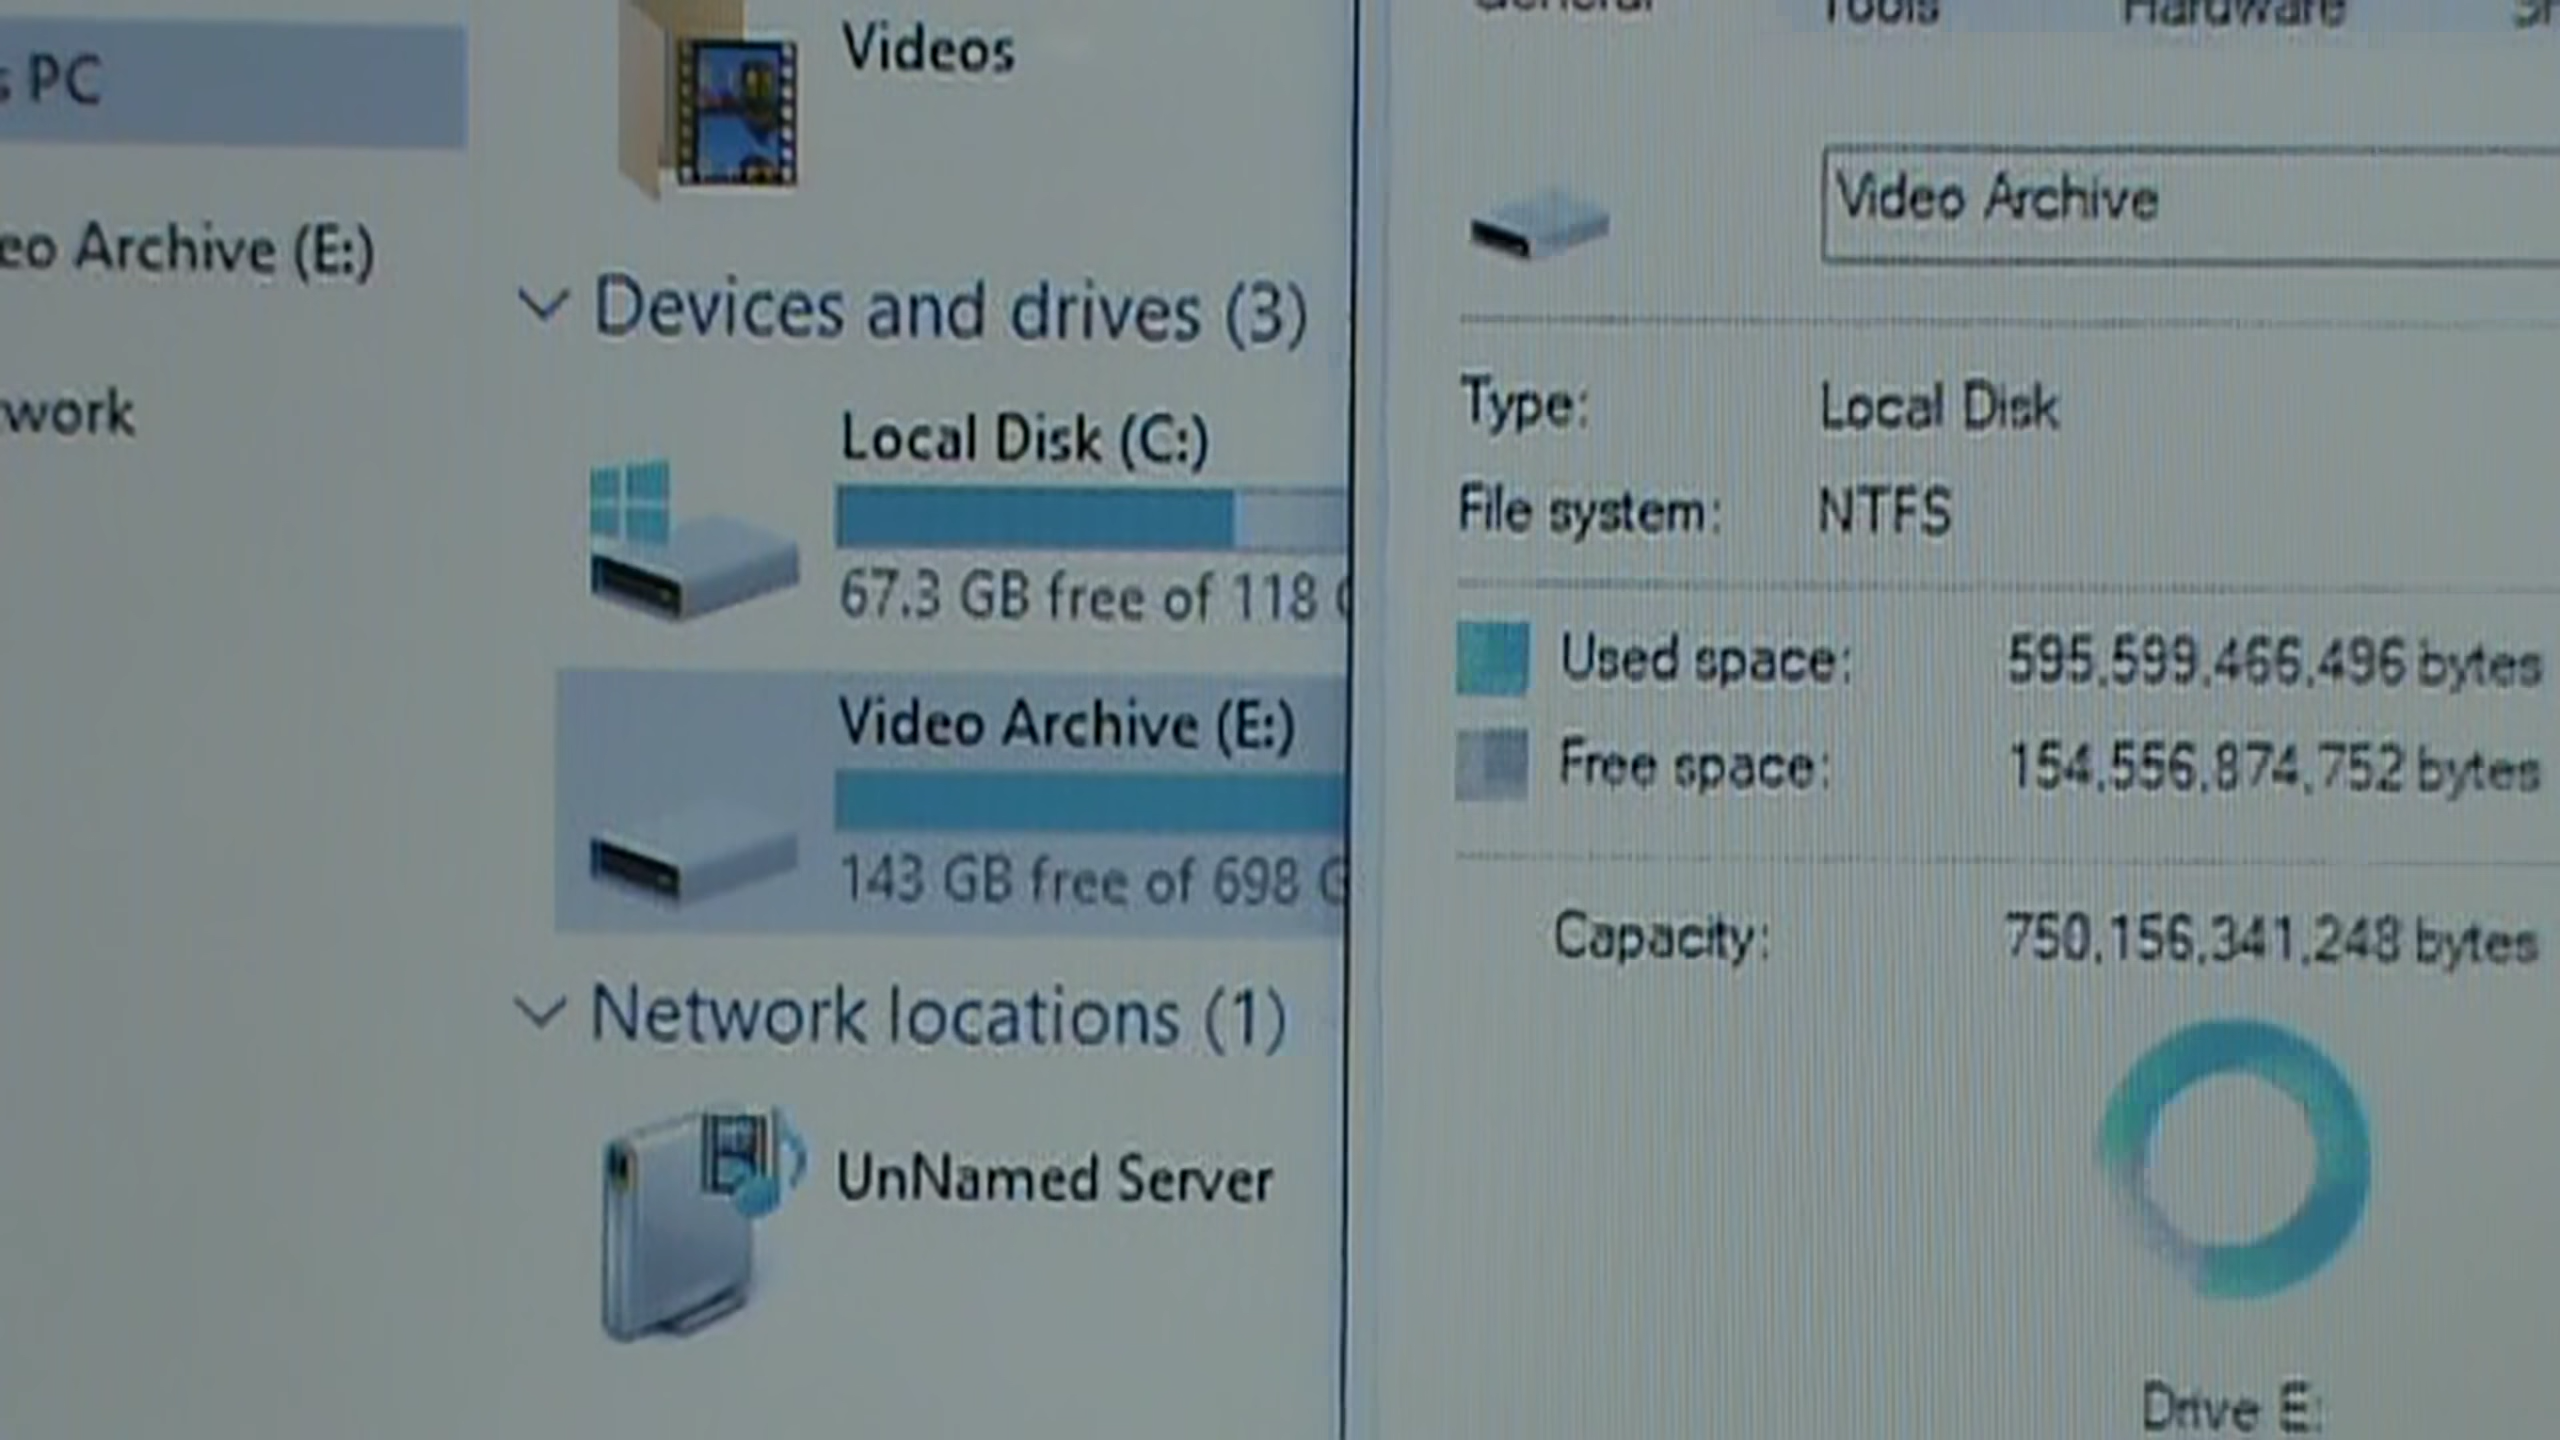 s PC
eo Archive (E:)
work
Videos
Devices and drives (3)
Local Disk (C:)
67.3 GB free of 118
Video Archive (E:)
143 GB free of 698 G
Network locations (1)
UnNamed Server
General
Tools
Hardware
Video Archive
Type: Local Disk
File system: NTFS
Used space: 595,599,466,496 bytes
Free space: 154,556,874,752 bytes
Capacity: 750,156,341,248 bytes
Drive E: